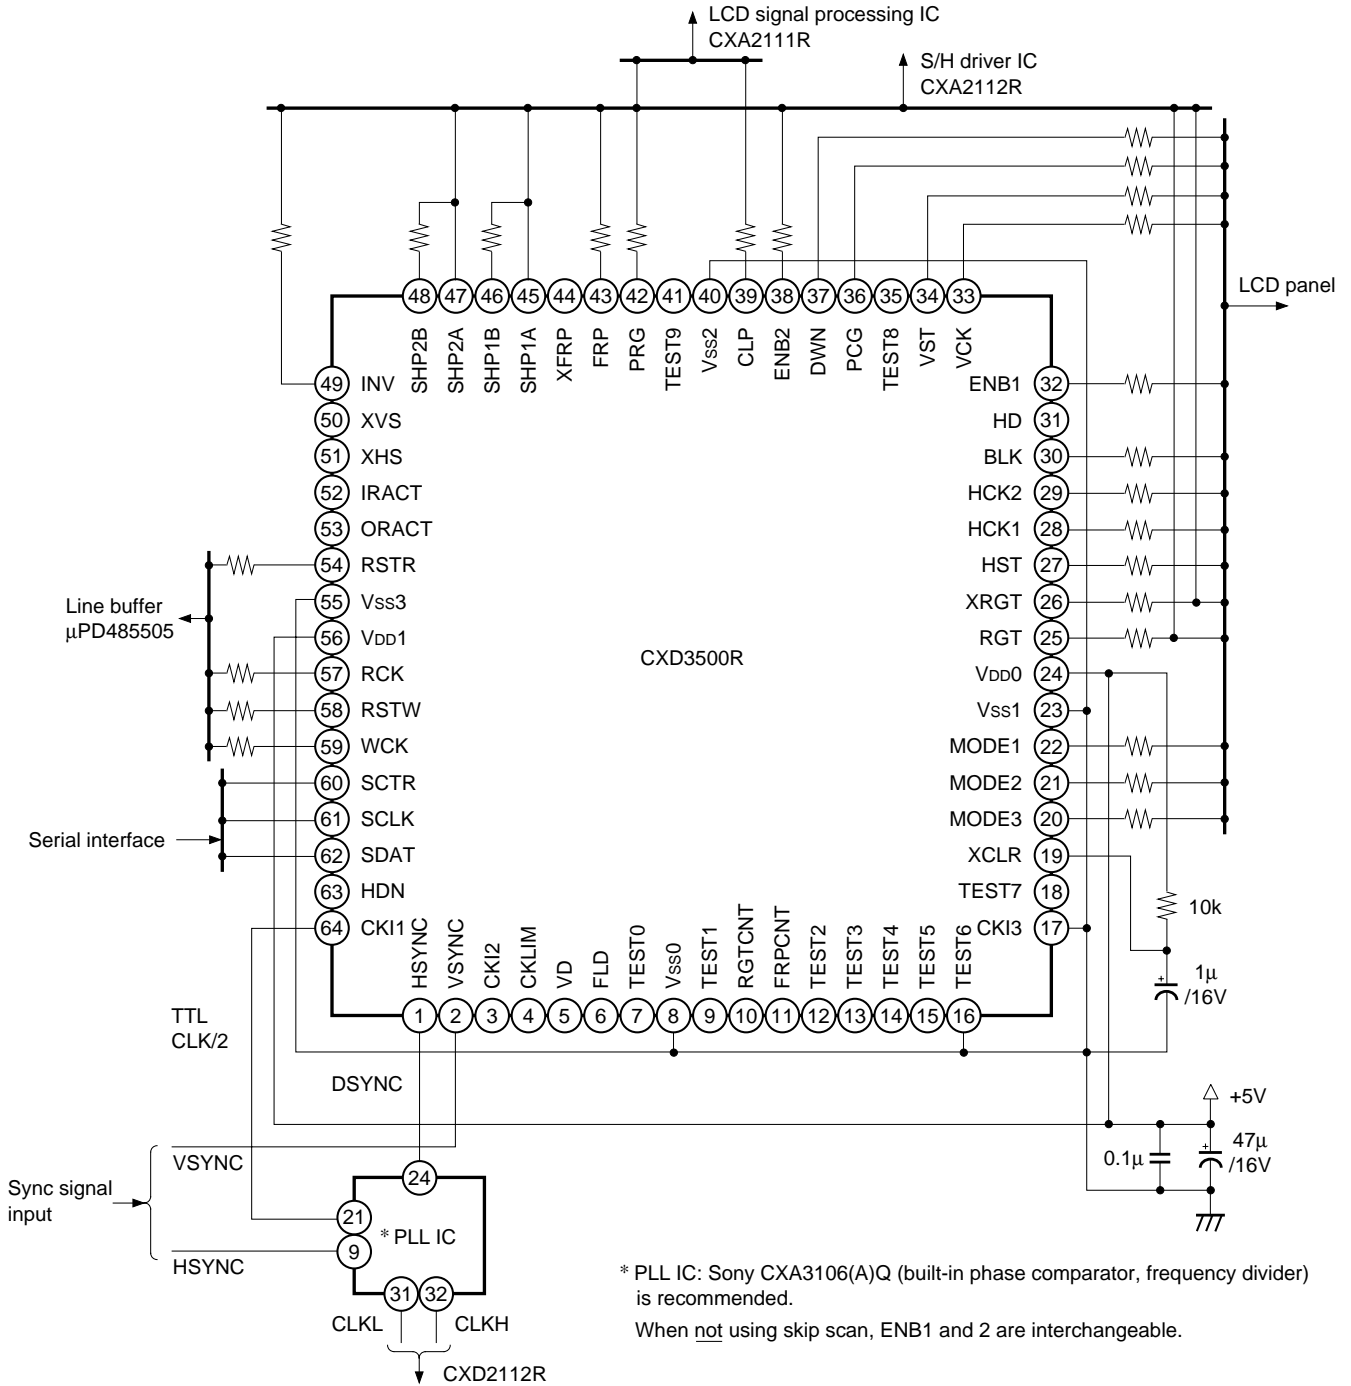 LCD signal processing IC
CXA2111R
S/H driver IC
CXA2112R
LCD panel
48 47 46 45 44 43 42 41 40 39 38 37 36 35 34 33
SHP2B
SHP2A
SHP1B
SHP1A
XFRP
FRP
PRG
TEST9
Vss2
CLP
ENB2
DWN
PCG
TEST8
VST
VCK
49 INV
50 XVS
51 XHS
52 IRACT
53 ORACT
54 RSTR
55 Vss3
56 VDD1
57 RCK
58 RSTW
59 WCK
60 SCTR
61 SCLK
62 SDAT
63 HDN
64 CKI1
Line buffer
µPD485505
Serial interface
CXD3500R
ENB1 32
HD 31
BLK 30
HCK2 29
HCK1 28
HST 27
XRGT 26
RGT 25
VDD0 24
Vss1 23
MODE1 22
MODE2 21
MODE3 20
XCLR 19
TEST7 18
CKI3 17
10k
1µ
/16V
HSYNC
VSYNC
CKI2
CKLIM
VD
FLD
TEST0
Vss0
TEST1
RGTCNT
FRPCNT
TEST2
TEST3
TEST4
TEST5
TEST6
1 2 3 4 5 6 7 8 9 10 11 12 13 14 15 16
TTL
CLK/2
DSYNC
+5V
0.1µ
47µ
/16V
VSYNC
Sync signal
input
HSYNC
24
21
9
* PLL IC
31 32
CLKL
CLKH
CXD2112R
* PLL IC: Sony CXA3106(A)Q (built-in phase comparator, frequency divider)
is recommended.
When not using skip scan, ENB1 and 2 are interchangeable.